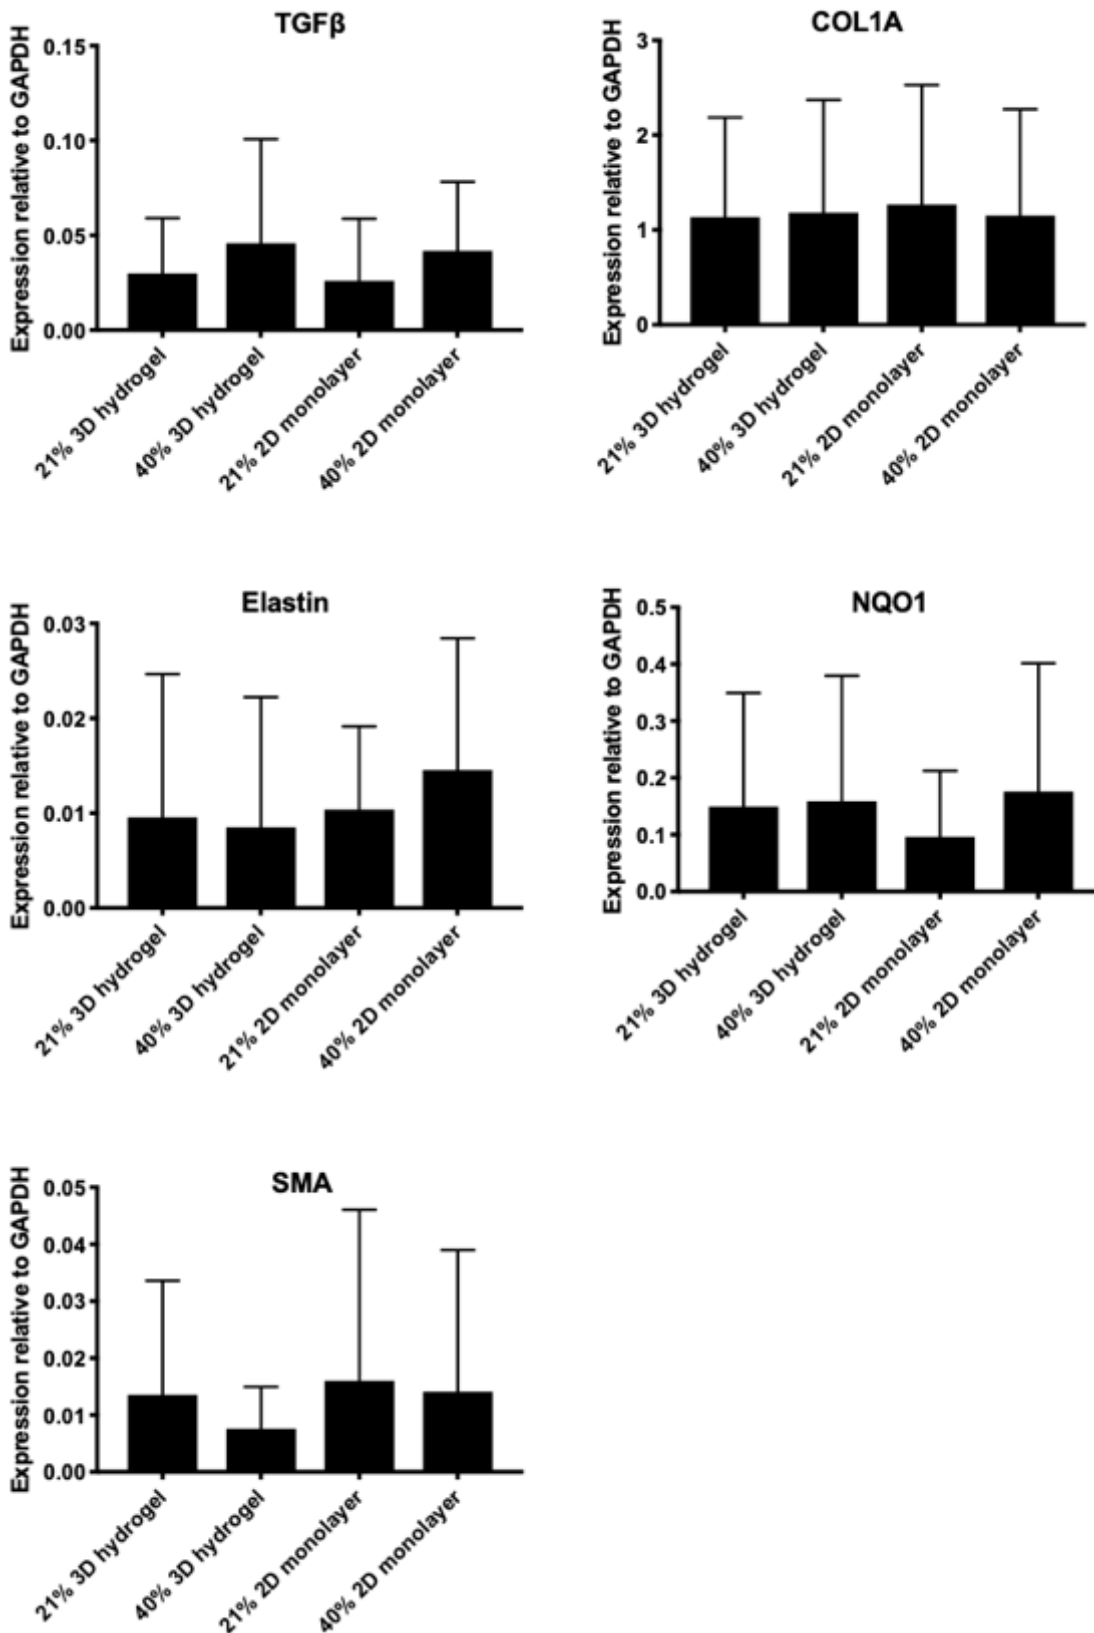 TGFβ
Expression relative to GAPDH
0.15
0.10
0.05
0.00
21% 3D hydrogel
40% 3D hydrogel
21% 2D monolayer
40% 2D monolayer
COL1A
Expression relative to GAPDH
3
2
1
0
21% 3D hydrogel
40% 3D hydrogel
21% 2D monolayer
40% 2D monolayer
Elastin
Expression relative to GAPDH
0.03
0.02
0.01
0.00
21% 3D hydrogel
40% 3D hydrogel
21% 2D monolayer
40% 2D monolayer
NQO1
Expression relative to GAPDH
0.5
0.4
0.3
0.2
0.1
0.0
21% 3D hydrogel
40% 3D hydrogel
21% 2D monolayer
40% 2D monolayer
SMA
Expression relative to GAPDH
0.05
0.04
0.03
0.02
0.01
0.00
21% 3D hydrogel
40% 3D hydrogel
21% 2D monolayer
40% 2D monolayer